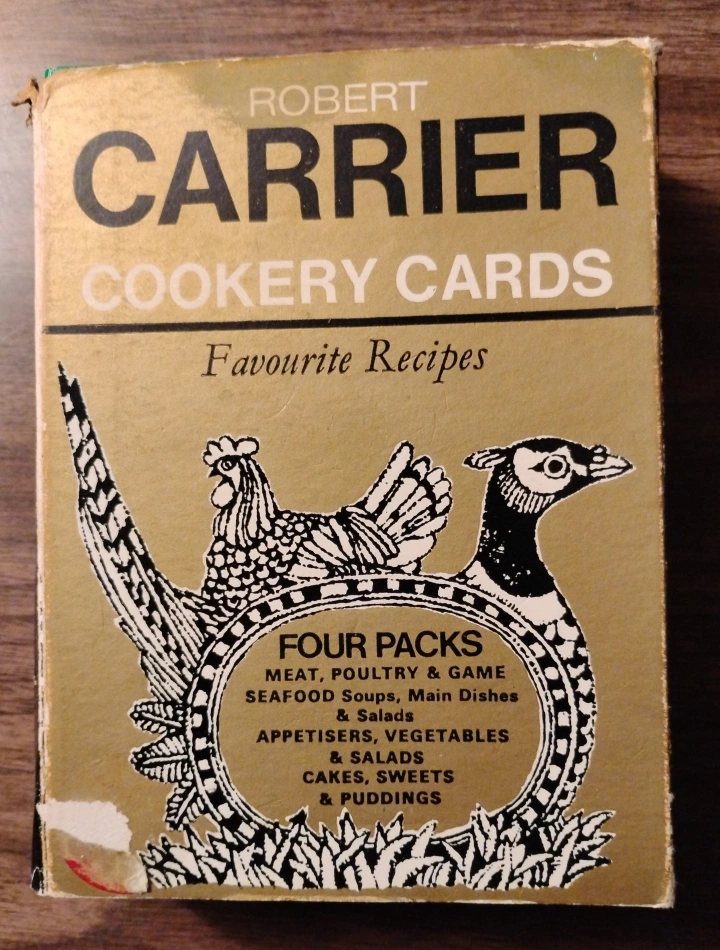 ROBERT
CARRIER
COOKERY CARDS
Favourite Recipes
FOUR PACKS
MEAT, POULTRY & GAME
SEAFOOD Soups, Main Dishes
& Salads
APPETISERS, VEGETABLES
& SALADS
CAKES, SWEETS
& PUDDINGS